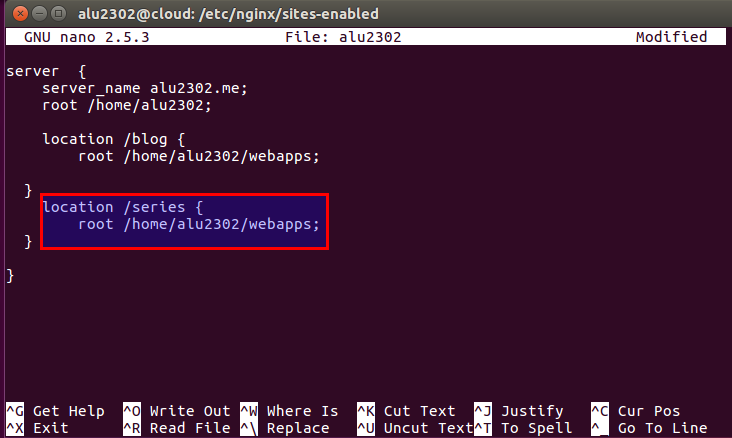 alu2302@cloud: /etc/nginx/sites-enabled
GNU nano 2.5.3 File: alu2302 Modified
server  {
    server_name alu2302.me;
    root /home/alu2302;
    location /blog {
        root /home/alu2302/webapps;
  }
    location /series {
        root /home/alu2302/webapps;
  }
}
^G Get Help ^O Write Out ^W Where Is ^K Cut Text ^J Justify ^C Cur Pos
^X Exit ^R Read File ^\ Replace ^U Uncut Text ^T To Spell ^_ Go To Line